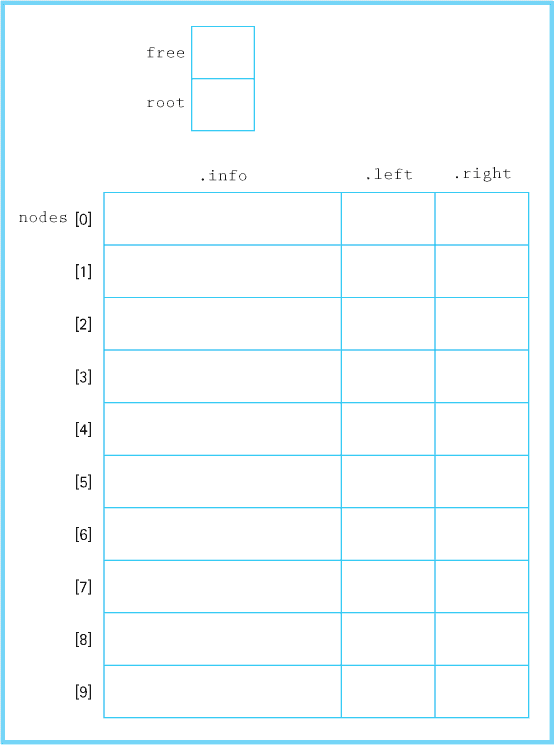 free
root
.info .left .right
nodes [0]
[1]
[2]
[3]
[4]
[5]
[6]
[7]
[8]
[9]